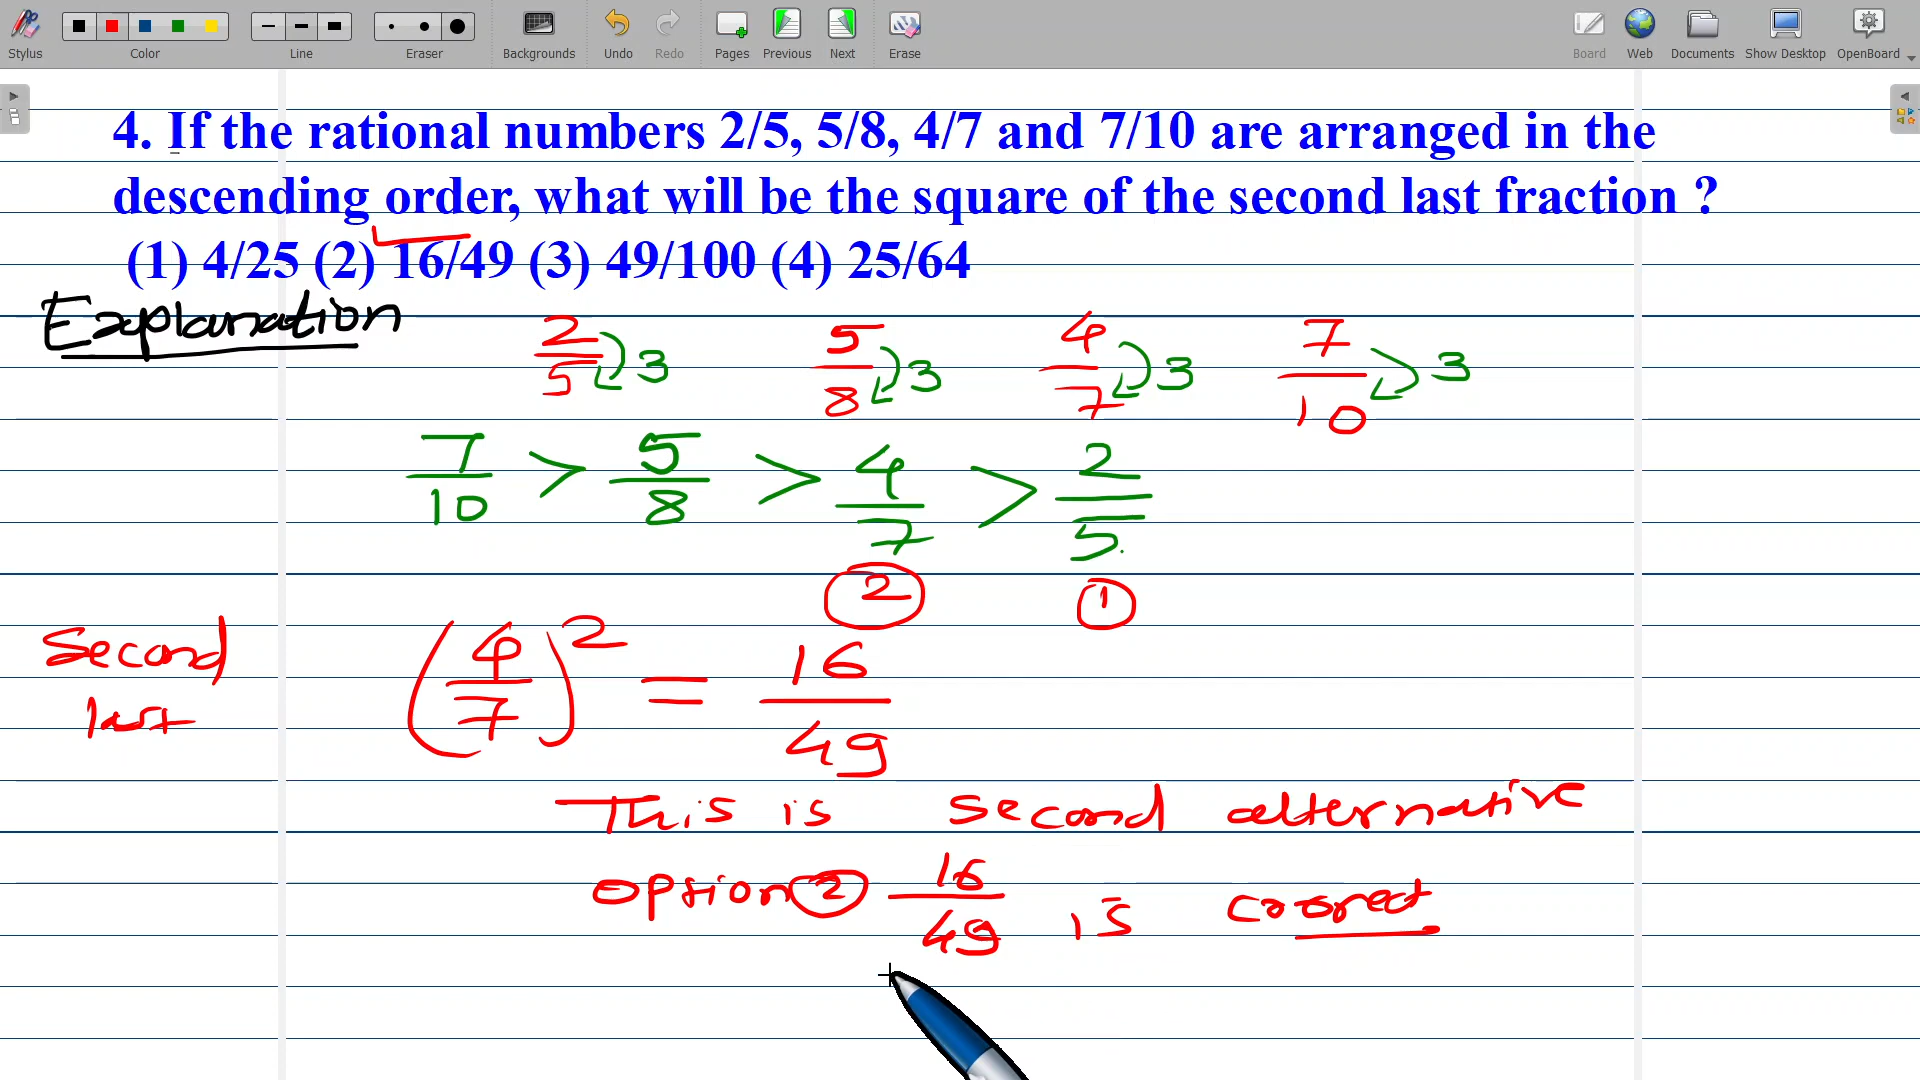 Stylus Color Line Eraser Backgrounds Undo Redo Pages Previous Next Erase Board Web Documents Show Desktop OpenBoard
4. If the rational numbers 2/5, 5/8, 4/7 and 7/10 are arranged in the
descending order, what will be the square of the second last fraction ?
(1) 4/25 (2) 16/49 (3) 49/100 (4) 25/64
Explanation
2/5 3 5/8 3 4/7 3 7/10 3
7/10 > 5/8 > 4/7 > 2/5
2 1
Second
last
(4/7)² = 16/49
This is second alternative
option 2 16/49 is correct